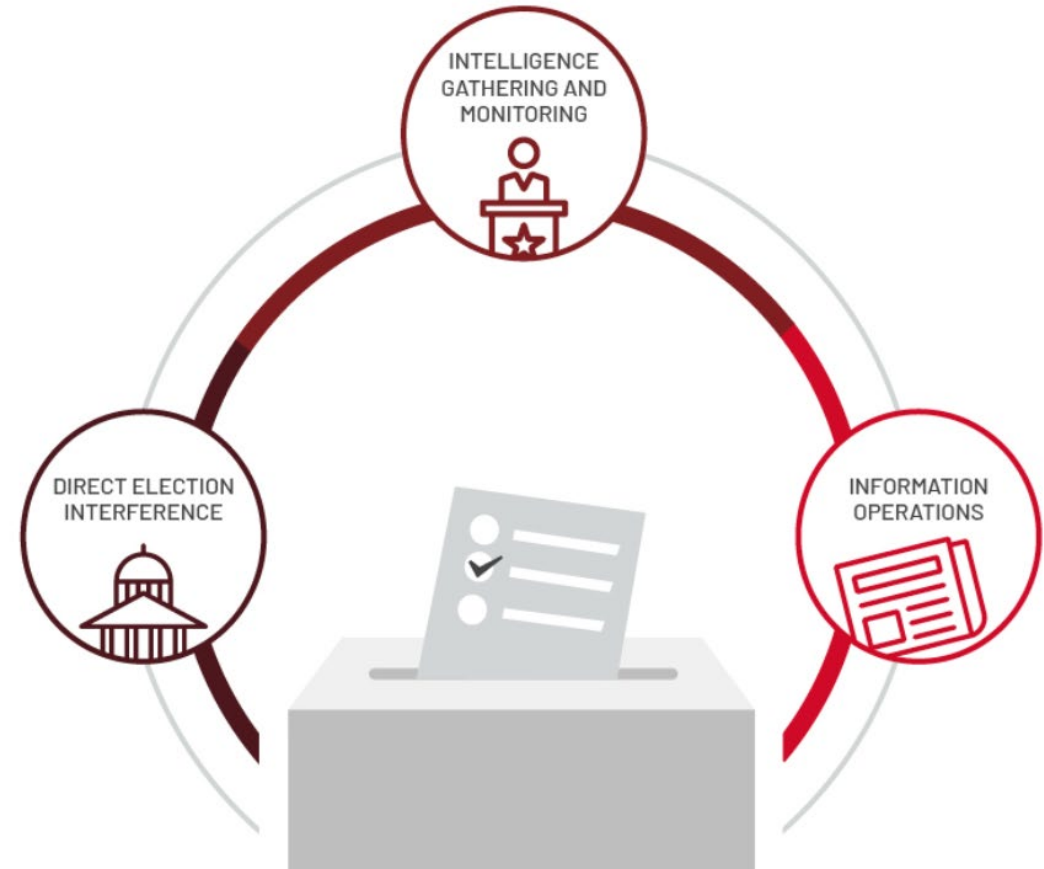 INTELLIGENCE
GATHERING AND
MONITORING
DIRECT ELECTION
INTERFERENCE
INFORMATION
OPERATIONS